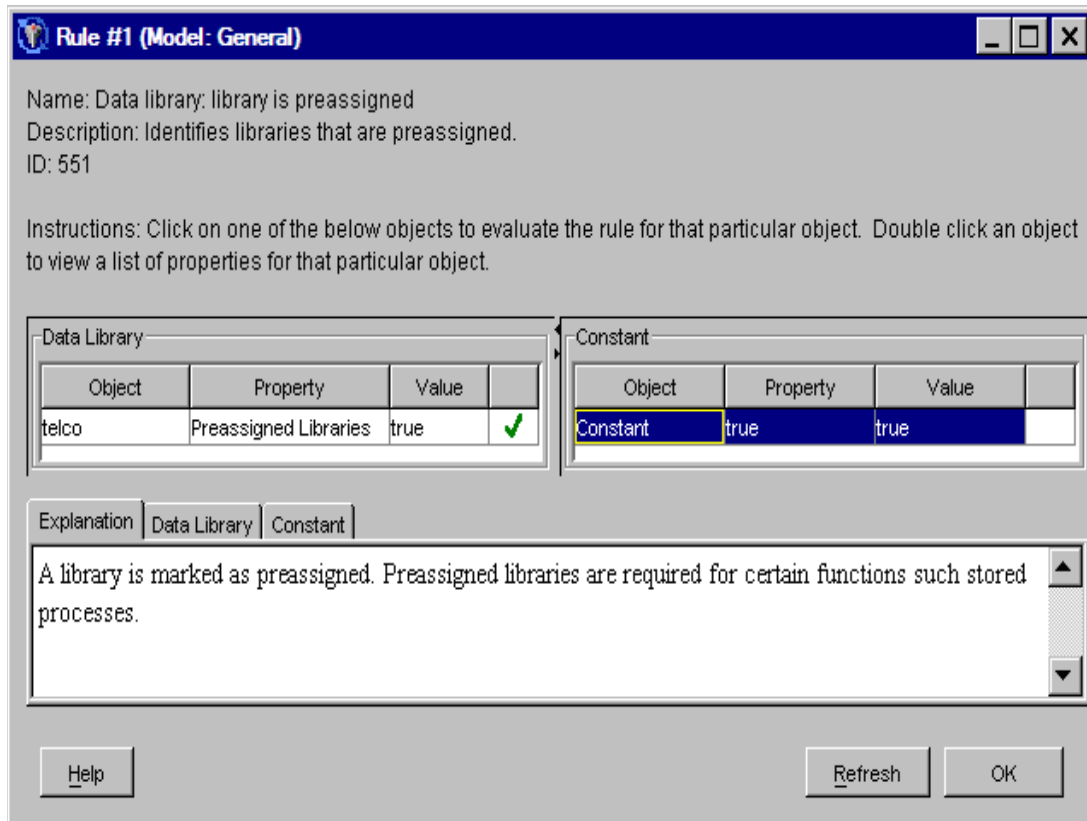 Rule #1 (Model: General)
Name: Data library: library is preassigned
Description: Identifies libraries that are preassigned.
ID: 551
Instructions: Click on one of the below objects to evaluate the rule for that particular object. Double click an object
to view a list of properties for that particular object.
Data Library
Object Property Value
telco Preassigned Libraries true
Constant
Object Property Value
Constant true true
Explanation Data Library Constant
A library is marked as preassigned. Preassigned libraries are required for certain functions such stored
processes.
Help Refresh OK